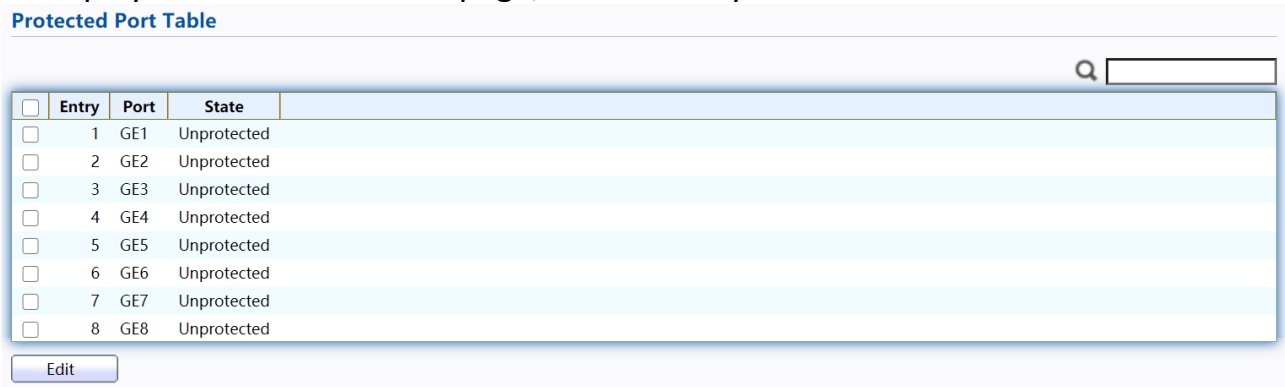 Protected Port Table
Entry Port State
1 GE1 Unprotected
2 GE2 Unprotected
3 GE3 Unprotected
4 GE4 Unprotected
5 GE5 Unprotected
6 GE6 Unprotected
7 GE7 Unprotected
8 GE8 Unprotected
Edit